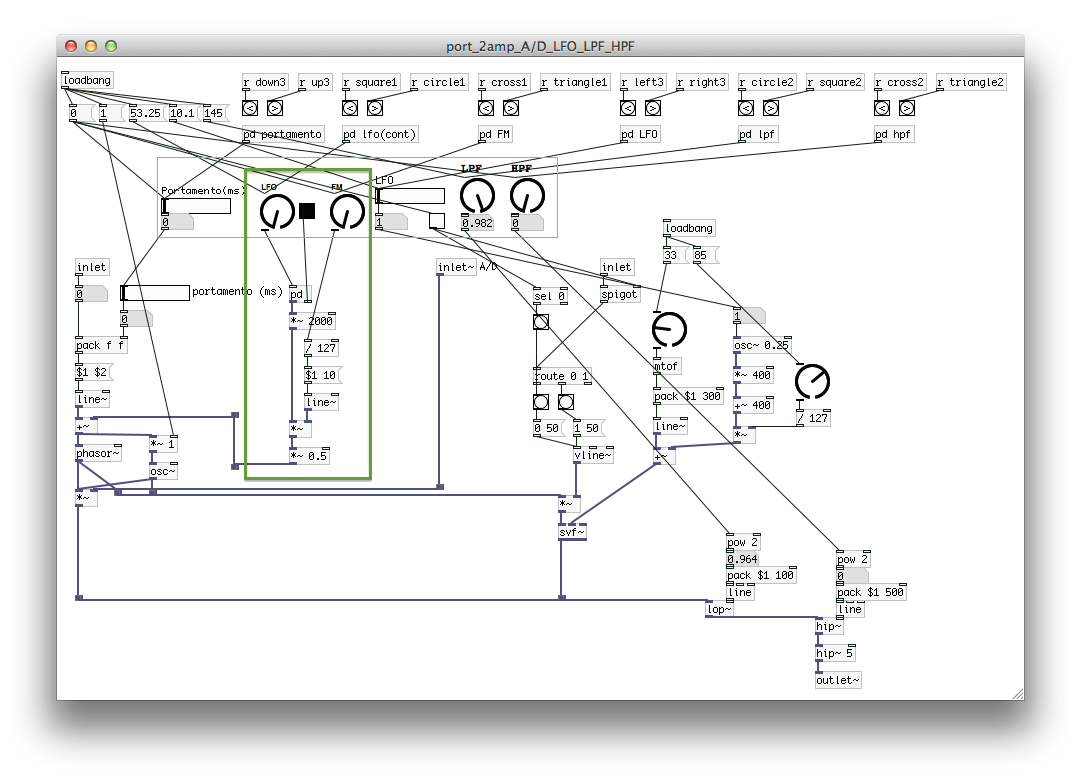 port_2amp_A/D_LFO_LPF_HPF
loadbang
r down3 r up3 r square1 r circle1 r cross1 r triangle1 r left3 r right3 r circle2 r square2 r cross2 r triangle2
< > < > < > < > < > < >
0 1 53.25 10.1 145
pd portamento pd lfo(cont) pd FM pd LFO pd lpf pd hpf
LPF HPF
Portamento(ms) LFO FM LFO
0 1 0.982 0
loadbang
33 85
inlet inlet~ A/D inlet
0 portamento (ms) pd sel 0 spigot
0 *~ 2000 1
pack f f / 127 osc~ 0.25
$1 $2 $1 10 route 0 1 mtof *~ 400
line~ line~ pack $1 300 +~ 400
+~ *~ 0 50 1 50 line~ *~ / 127
*~ 1
phasor~ *~ 0.5 vline~ +~
osc~
*~ *~
svf~
pow 2
0.964 pow 2
pack $1 100 0
line pack $1 500
lop~ line
hip~
hip~ 5
outlet~